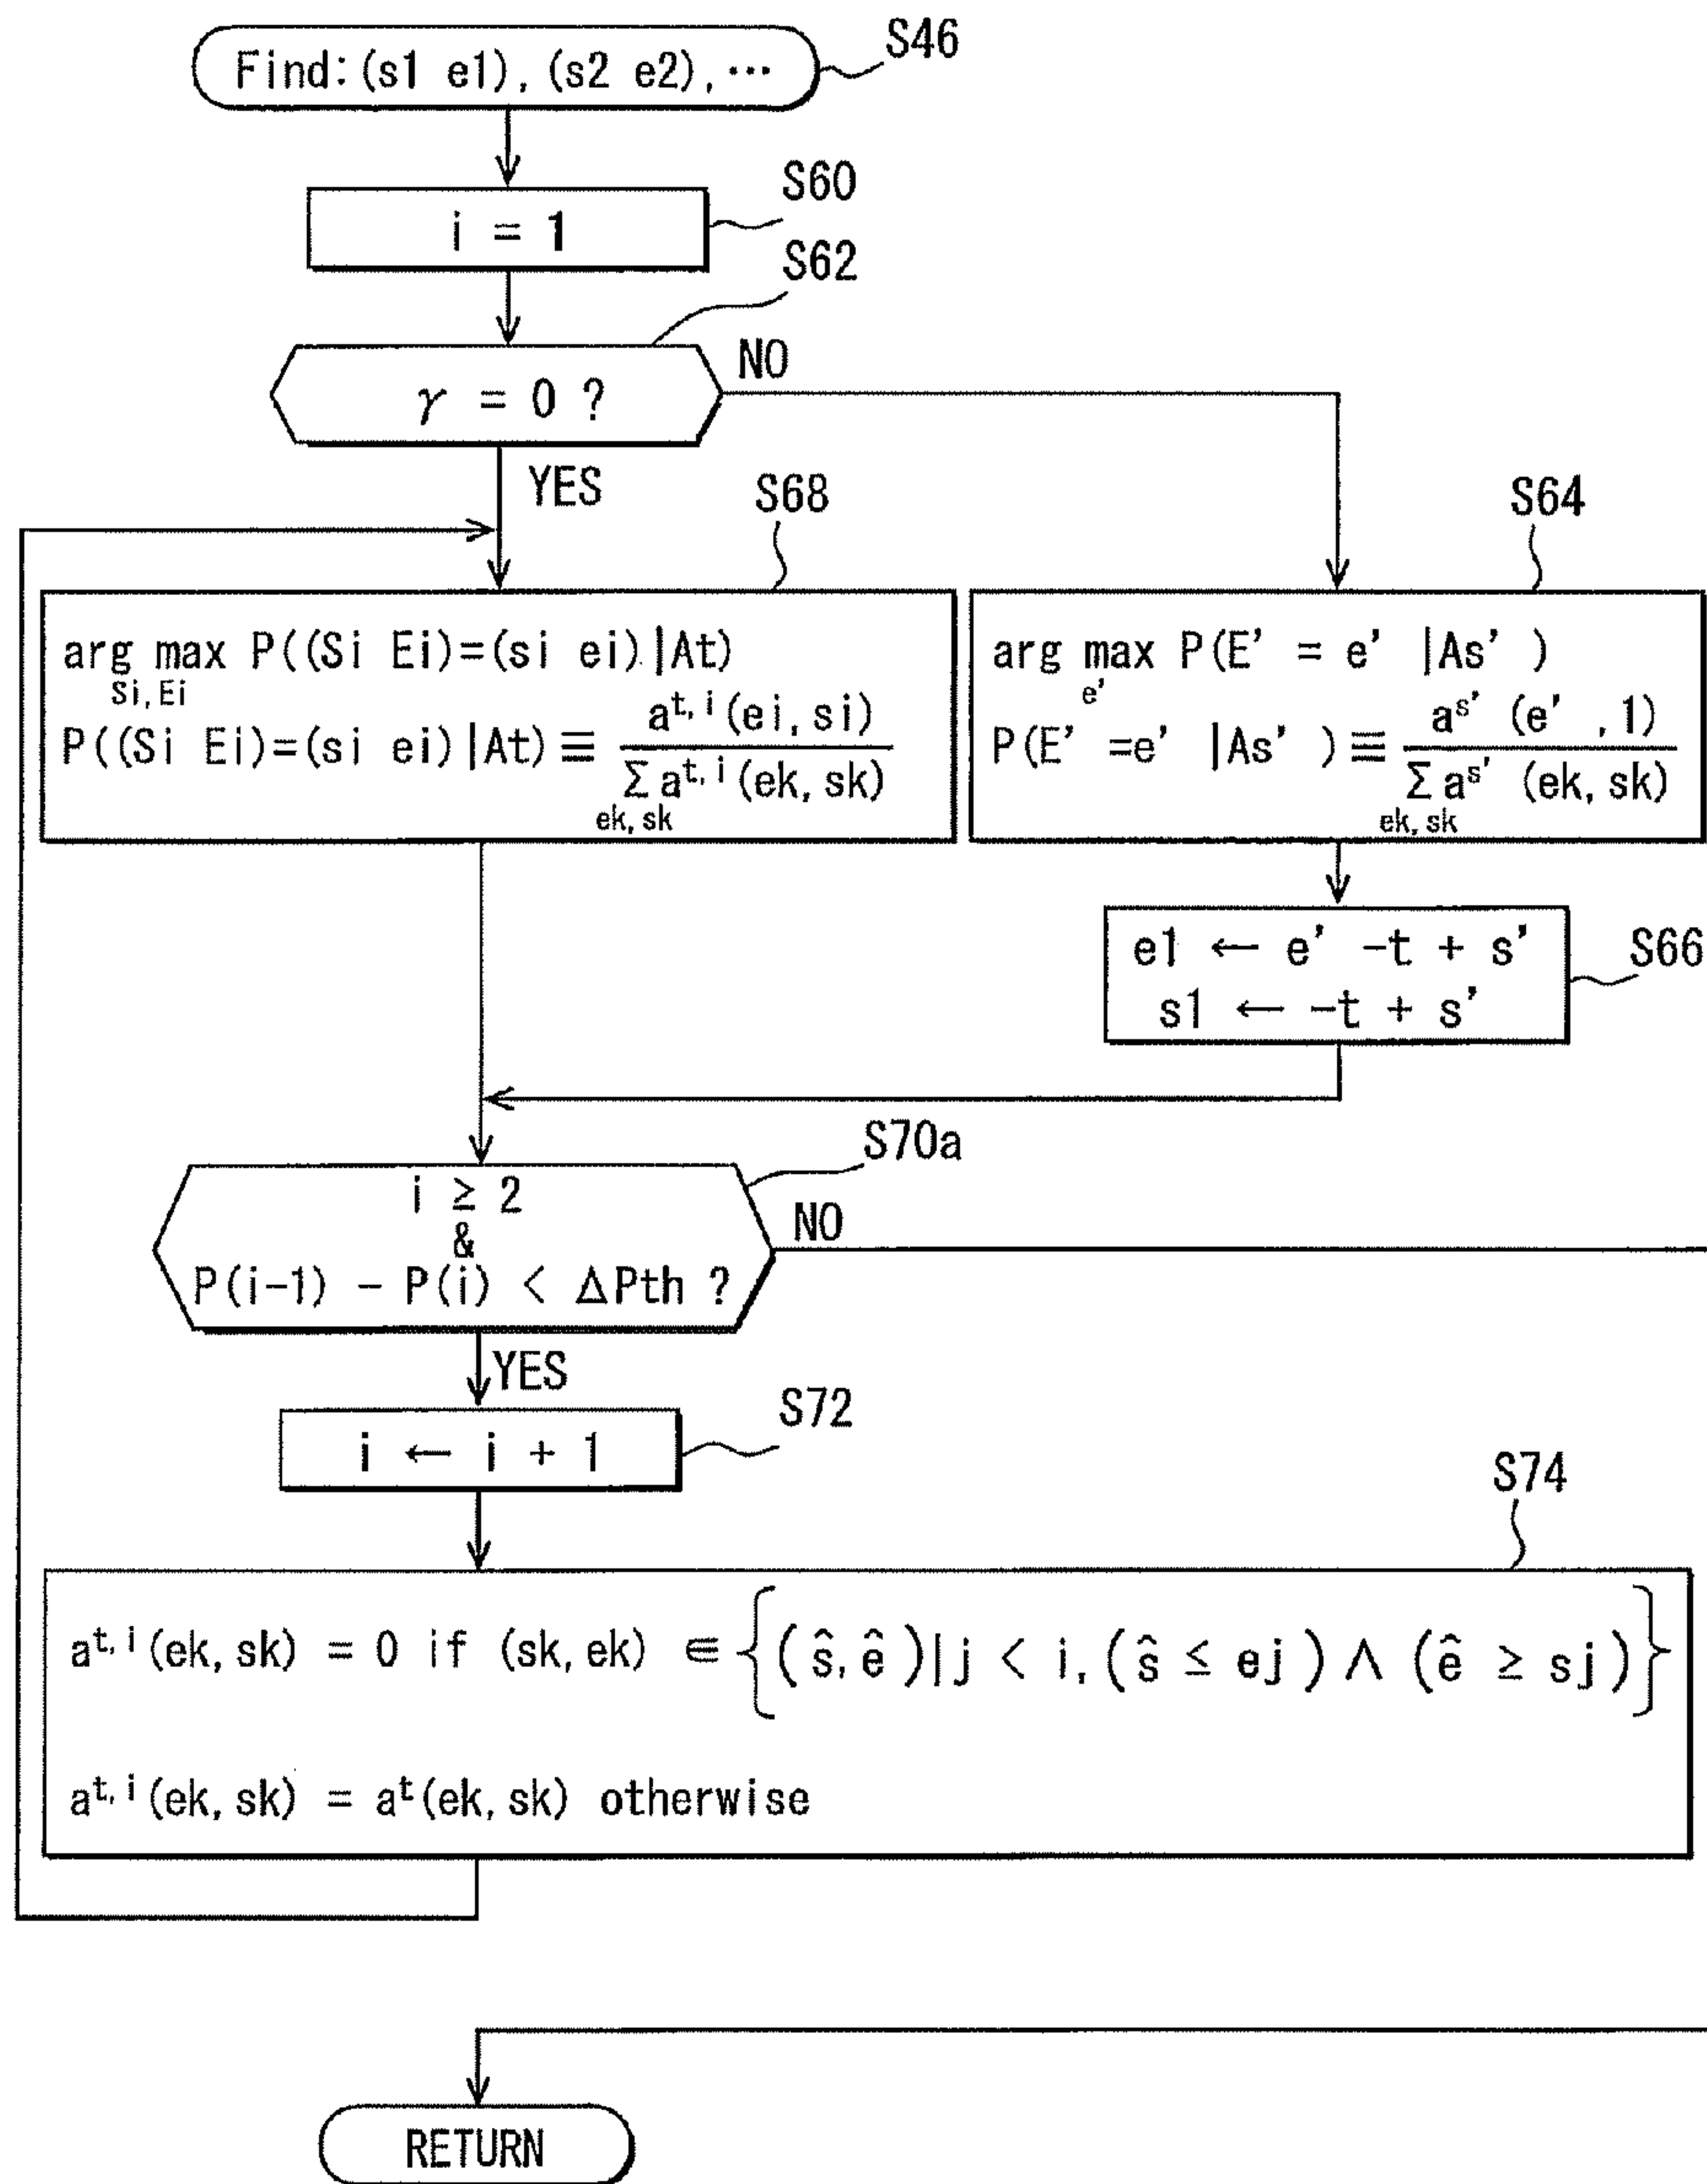 Find:(s1 e1), (s2 e2), ···
S46
i = 1
S60
S62
γ = 0 ?
NO
YES
S68
S64
arg max P((Si Ei)=(si ei)|At)
Si, Ei
P((Si Ei)=(si ei)|At) ≡ a^{t, i}(ei, si)
Σ a^{t, i}(ek, sk)
ek, sk
arg max P(E' = e' |As' )
e'
P(E' =e' |As' ) ≡ a^{s'} (e' , 1)
Σ a^{s'} (ek, sk)
ek, sk
e1 ← e' -t + s'
s1 ← -t + s'
S66
S70a
i ≥ 2
&
P(i-1) - P(i) < ΔPth ?
NO
YES
S72
i ← i + 1
S74
a^{t, i}(ek, sk) = 0 if (sk, ek) ∈ {(ŝ, ê)|j < i, (ŝ ≤ ej) ∧ (ê ≥ sj)}
a^{t, i}(ek, sk) = a^t(ek, sk) otherwise
RETURN